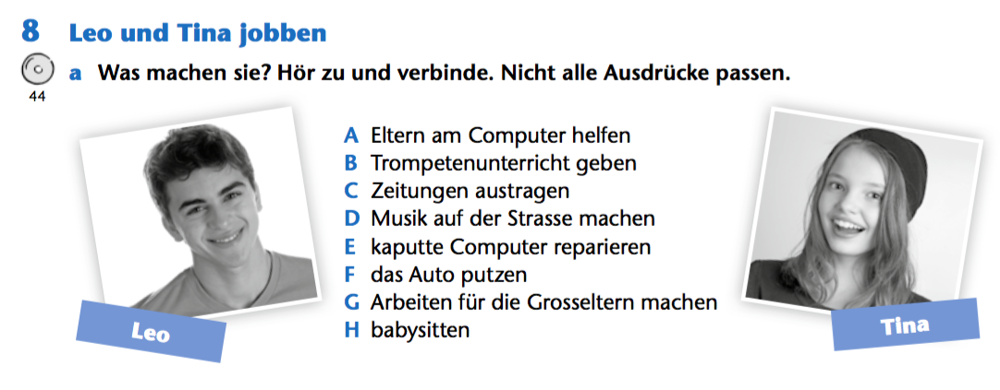 8 Leo und Tina jobben
a Was machen sie? Hör zu und verbinde. Nicht alle Ausdrücke passen.
44
A Eltern am Computer helfen
B Trompetenunterricht geben
C Zeitungen austragen
D Musik auf der Strasse machen
E kaputte Computer reparieren
F das Auto putzen
G Arbeiten für die Grosseltern machen
H babysitten
Leo
Tina